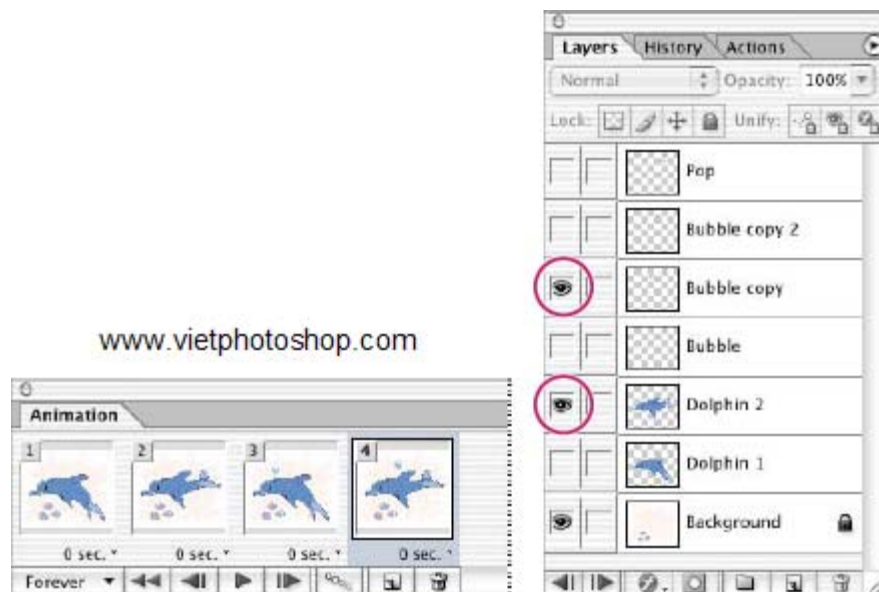 Layers History Actions
Normal Opacity: 100%
Lock: Unify:
Pop
Bubble copy 2
Bubble copy
Bubble
Dolphin 2
Dolphin 1
Background
www.vietphotoshop.com
Animation
1 2 3 4
0 sec. 0 sec. 0 sec. 0 sec.
Forever